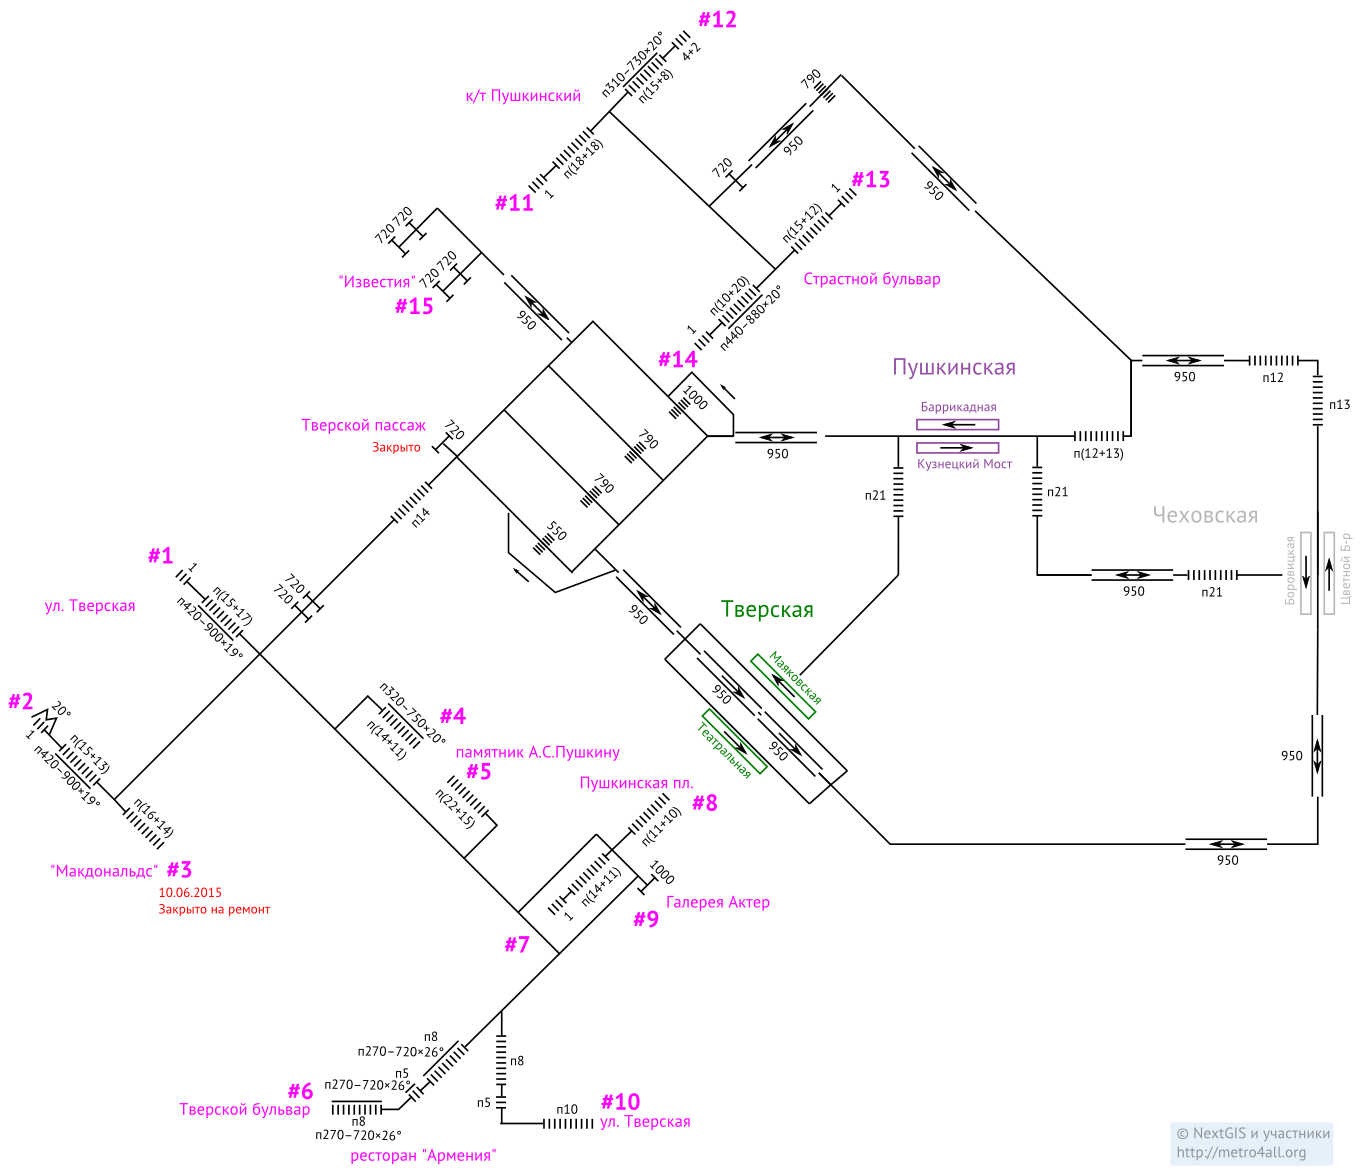 #12
4+2
п310–730×20°
п(15+8)
к/т Пушкинский
п(18+18)
#11
1
790
950
720
950
#13
1
п(15+12)
Страстной бульвар
п(10+20)
п440–880×20°
1
#14
720 720
720 720
"Известия"
#15
950
Тверской пассаж
Закрыто
720
1000
790
790
550
950
Пушкинская
Баррикадная
Кузнецкий Мост
950
п12
п13
п(12+13)
п21
п21
Чеховская
Боровицкая
Цветной Б-р
950
п21
п14
#1
1
п(15+17)
п420–900×19°
ул. Тверская
720
720
950
Тверская
Маяковская
950
950
Театральная
#2
20°
1
п(15+13)
п420–900×19°
п(16+14)
"Макдональдс"
#3
10.06.2015
Закрыто на ремонт
п320–750×20°
#4
п(14+11)
памятник А.С.Пушкину
#5
п(22+15)
Пушкинская пл.
#8
п(11+10)
п(14+11)
1
#7
1000
Галерея Актер
#9
950
950
п8
п270–720×26°
п5
п270–720×26°
#6
Тверской бульвар
п8
п270–720×26°
ресторан "Армения"
п8
п5
п10
#10
ул. Тверская
© NextGIS и участники
http://metro4all.org